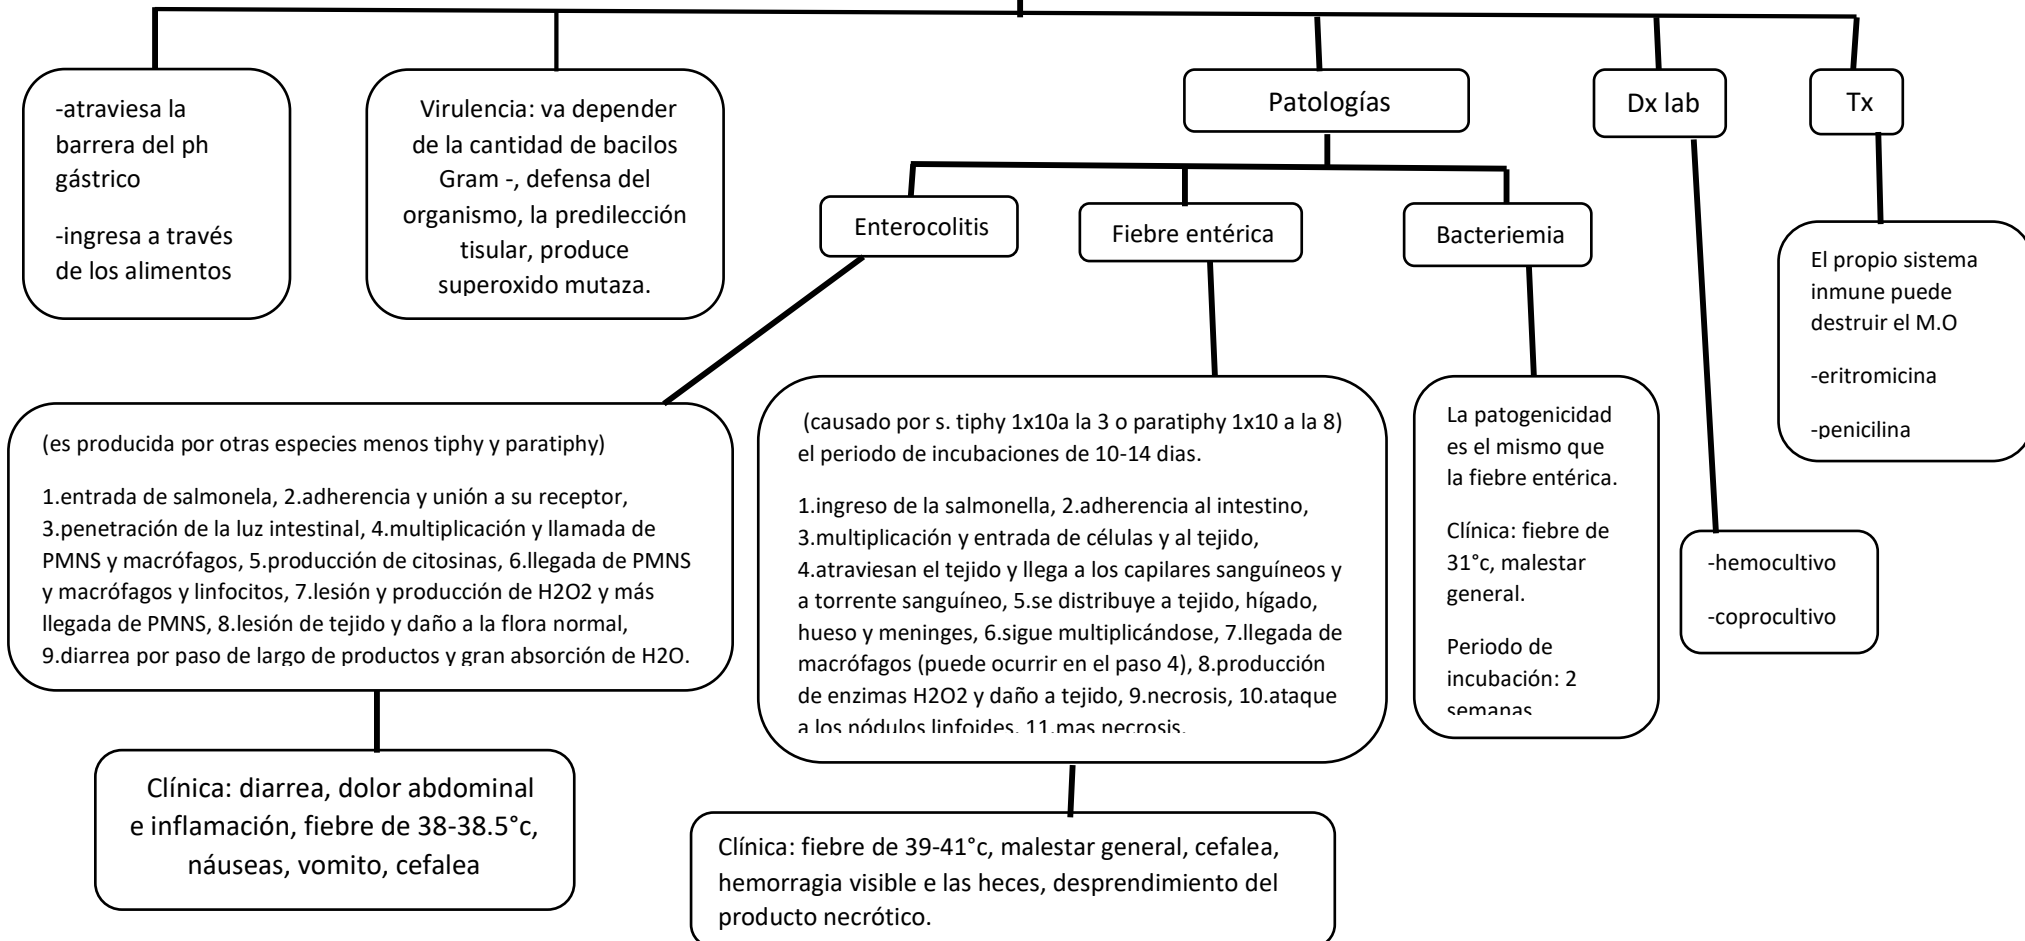 -atraviesa la
barrera del ph
gástrico
-ingresa a través
de los alimentos
Virulencia: va depender
de la cantidad de bacilos
Gram -, defensa del
organismo, la predilección
tisular, produce
superoxido mutaza.
Patologías
Dx lab
Tx
Enterocolitis
Fiebre entérica
Bacteriemia
El propio sistema
inmune puede
destruir el M.O
-eritromicina
-penicilina
(es producida por otras especies menos tiphy y paratiphy)
1.entrada de salmonela, 2.adherencia y unión a su receptor,
3.penetración de la luz intestinal, 4.multiplicación y llamada de
PMNS y macrófagos, 5.producción de citosinas, 6.llegada de PMNS
y macrófagos y linfocitos, 7.lesión y producción de H2O2 y más
llegada de PMNS, 8.lesión de tejido y daño a la flora normal,
9.diarrea por paso de largo de productos y gran absorción de H2O.
(causado por s. tiphy 1x10a la 3 o paratiphy 1x10 a la 8)
el periodo de incubaciones de 10-14 dias.
1.ingreso de la salmonella, 2.adherencia al intestino,
3.multiplicación y entrada de células y al tejido,
4.atraviesan el tejido y llega a los capilares sanguíneos y
a torrente sanguíneo, 5.se distribuye a tejido, hígado,
hueso y meninges, 6.sigue multiplicándose, 7.llegada de
macrófagos (puede ocurrir en el paso 4), 8.producción
de enzimas H2O2 y daño a tejido, 9.necrosis, 10.ataque
a los nódulos linfoides, 11.mas necrosis.
La patogenicidad
es el mismo que
la fiebre entérica.
Clínica: fiebre de
31°c, malestar
general.
Periodo de
incubación: 2
semanas
-hemocultivo
-coprocultivo
Clínica: diarrea, dolor abdominal
e inflamación, fiebre de 38-38.5°c,
náuseas, vomito, cefalea
Clínica: fiebre de 39-41°c, malestar general, cefalea,
hemorragia visible e las heces, desprendimiento del
producto necrótico.